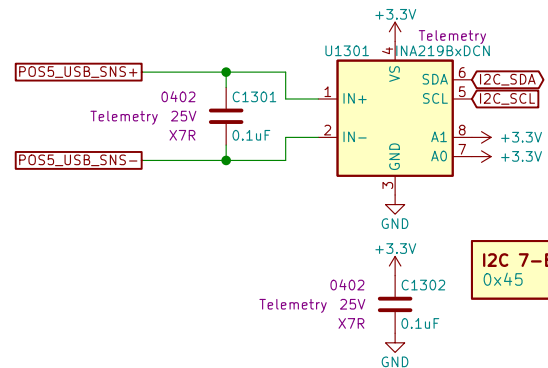 +3.3V
Telemetry
U1301
INA219BxDCN
4
VS
POS5_USB_SNS+
SDA
6
I2C_SDA
0402
C1301
1
IN+
SCL
5
I2C_SCL
Telemetry
25V
X7R
0.1uF
2
IN-
A1
8
+3.3V
POS5_USB_SNS-
GND
A0
7
+3.3V
3
GND
+3.3V
I2C 7-
0x45
0402
C1302
Telemetry
25V
X7R
0.1uF
GND